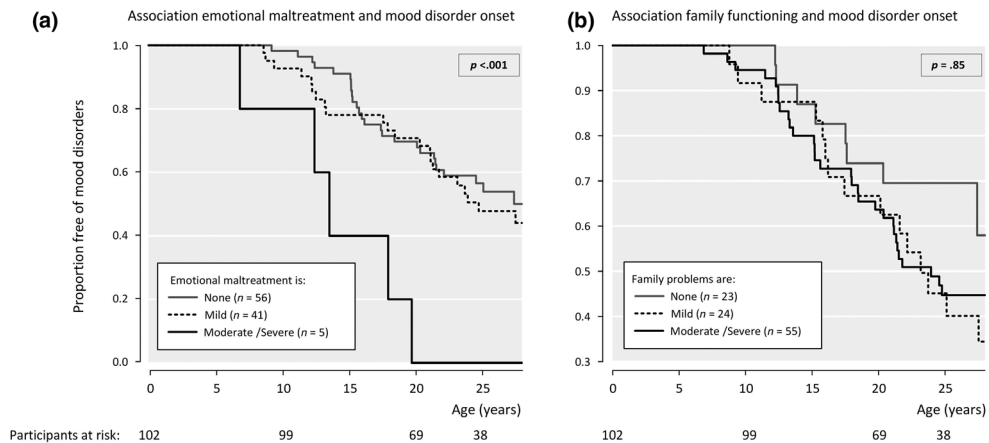 (a) Association emotional maltreatment and mood disorder onset
p <.001
Proportion free of mood disorders
1.0
0.8
0.6
0.4
0.2
0.0
Emotional maltreatment is:
None (n = 56)
Mild (n = 41)
Moderate /Severe (n = 5)
0 5 10 15 20 25
Age (years)
Participants at risk: 102 99 69 38
(b) Association family functioning and mood disorder onset
p = .85
1.0
0.9
0.8
0.7
0.6
0.5
0.4
0.3
Family problems are:
None (n = 23)
Mild (n = 24)
Moderate/Severe (n = 55)
0 5 10 15 20 25
Age (years)
102 99 69 38